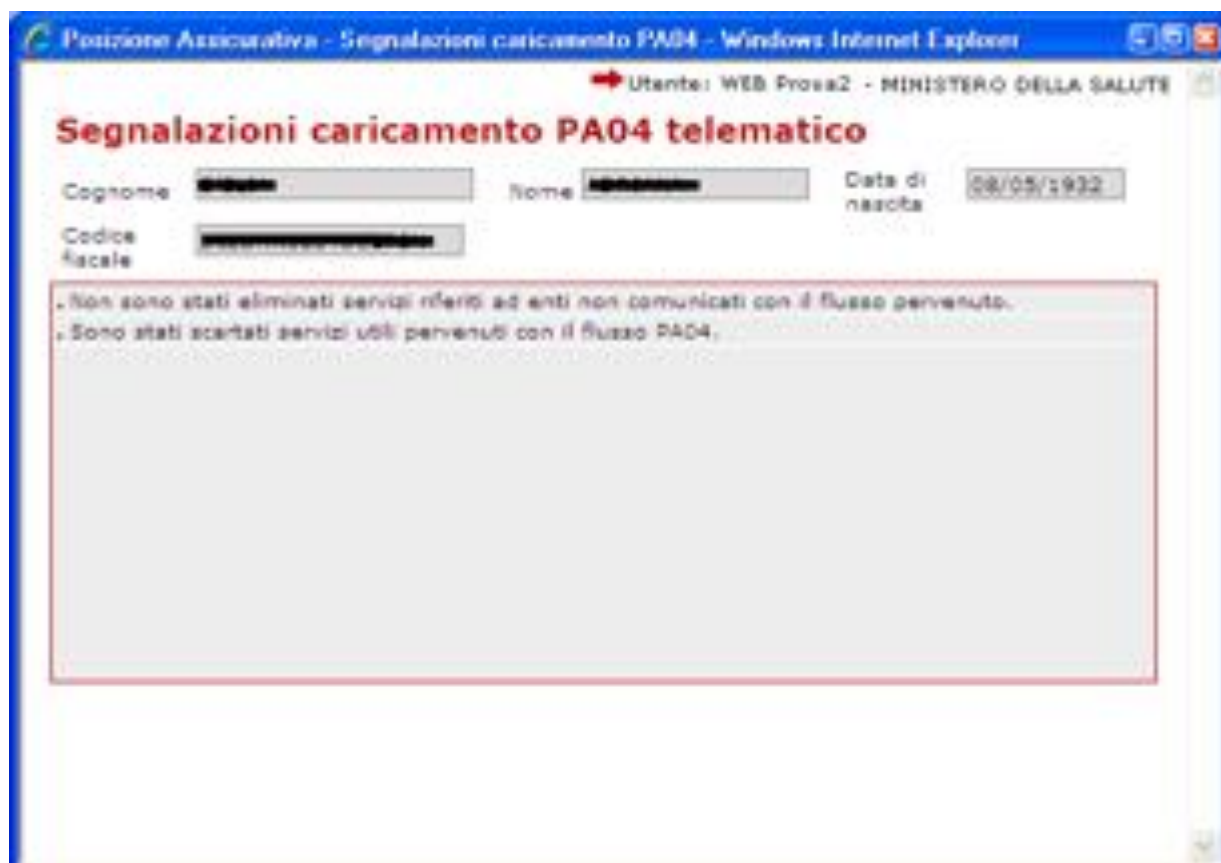 Posizione Assicurativa - Segnalazioni caricamento PA04 - Windows Internet Explorer
Utente: WEB Prova2 - MINISTERO DELLA SALUTE
Segnalazioni caricamento PA04 telematico
Cognome Nome Data di nascita 08/05/1932
Codice fiscale
. Non sono stati eliminati servizi riferiti ad enti non comunicati con il flusso pervenuto.
. Sono stati scartati servizi utili pervenuti con il flusso PA04.